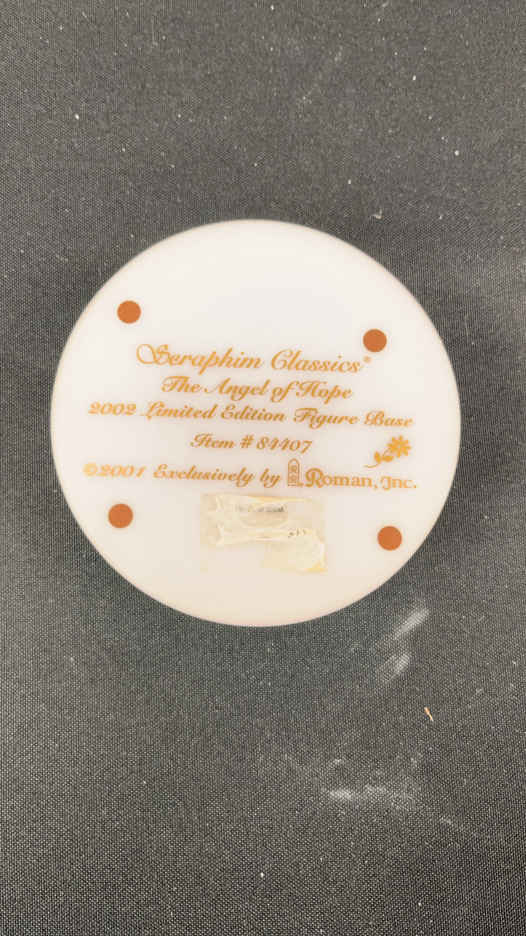 Seraphim Classics®
The Angel of Hope
2002 Limited Edition Figure Base
Item # 84407
©2001 Exclusively by Roman, Inc.